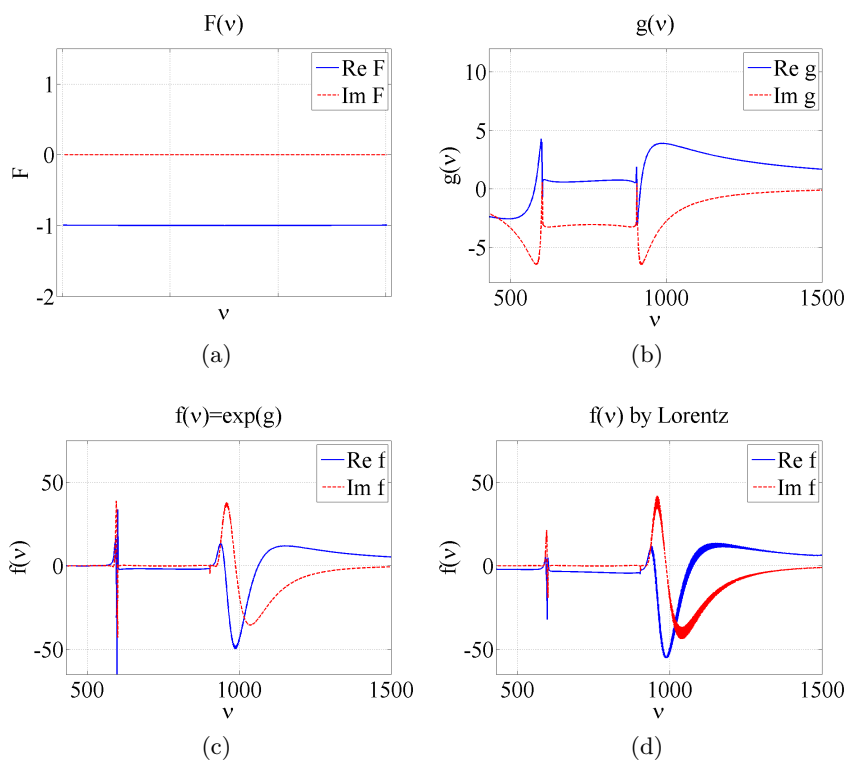 F(ν)
Re F
Im F
1
0
-1
-2
F
ν
(a)
g(ν)
Re g
Im g
10
5
0
-5
g(ν)
500 1000 1500
ν
(b)
f(ν)=exp(g)
Re f
Im f
50
0
-50
f(ν)
500 1000 1500
ν
(c)
f(ν) by Lorentz
Re f
Im f
50
0
-50
f(ν)
500 1000 1500
ν
(d)